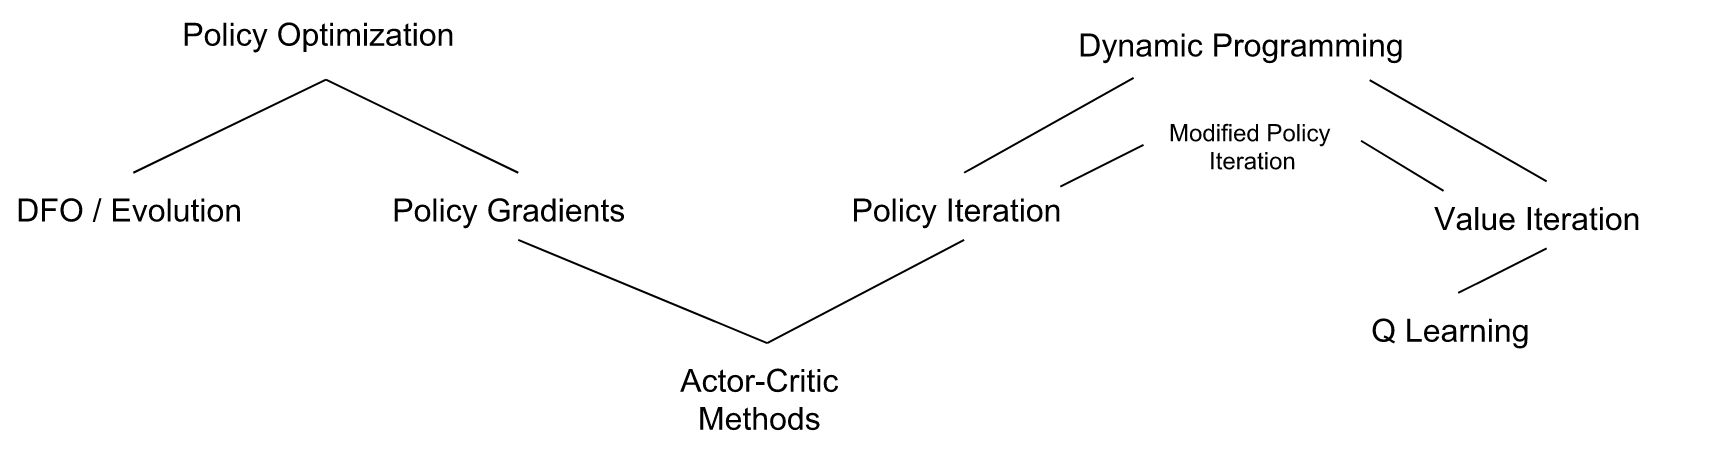 Policy Optimization
Dynamic Programming
Modified Policy
Iteration
DFO / Evolution
Policy Gradients
Policy Iteration
Value Iteration
Q Learning
Actor-Critic
Methods